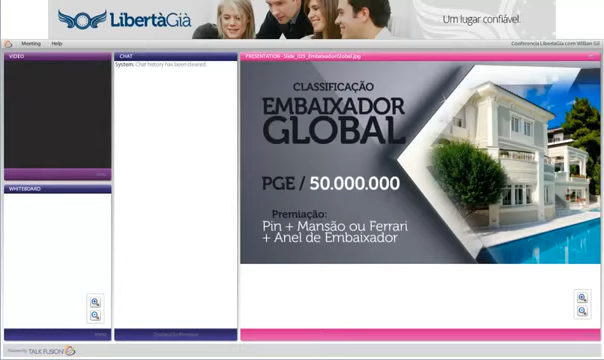 LibertàGià
Um lugar confiável.
Meeting Help
Conferencia LibertaGia com Willian Gil
VIDEO
CHAT
PRESENTATION - Slide_025_EmbaixadorGlobal.jpg
System: Chat history has been cleared.
CLASSIFICAÇÃO
EMBAIXADOR
GLOBAL
PGE / 50.000.000
Premiação:
Pin + Mansão ou Ferrari
+ Anel de Embaixador
WHITEBOARD
Powered by TALK FUSION